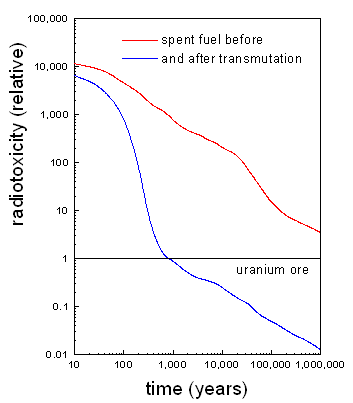 100,000
10,000
1,000
100
10
1
0.1
0.01
radiotoxicity (relative)
spent fuel before
and after transmutation
uranium ore
10
100
1,000
10,000
100,000
1,000,000
time (years)